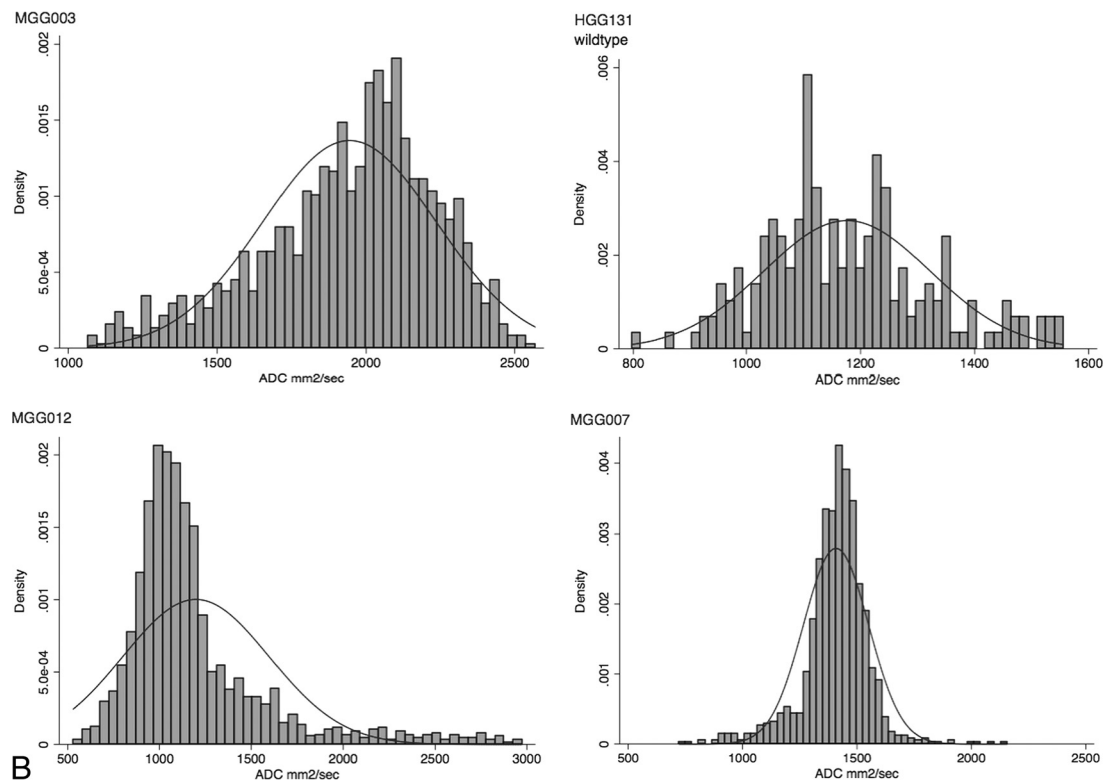 MGG003
.002
.0015
.001
5.0e-04
0
Density
1000 1500 2000 2500
ADC mm2/sec
HGG131
wildtype
.006
.004
.002
0
Density
800 1000 1200 1400 1600
ADC mm2/sec
MGG012
.002
.0015
.001
5.0e-04
0
Density
500 1000 1500 2000 2500 3000
ADC mm2/sec
MGG007
.004
.003
.002
.001
0
Density
500 1000 1500 2000 2500
ADC mm2/sec
B